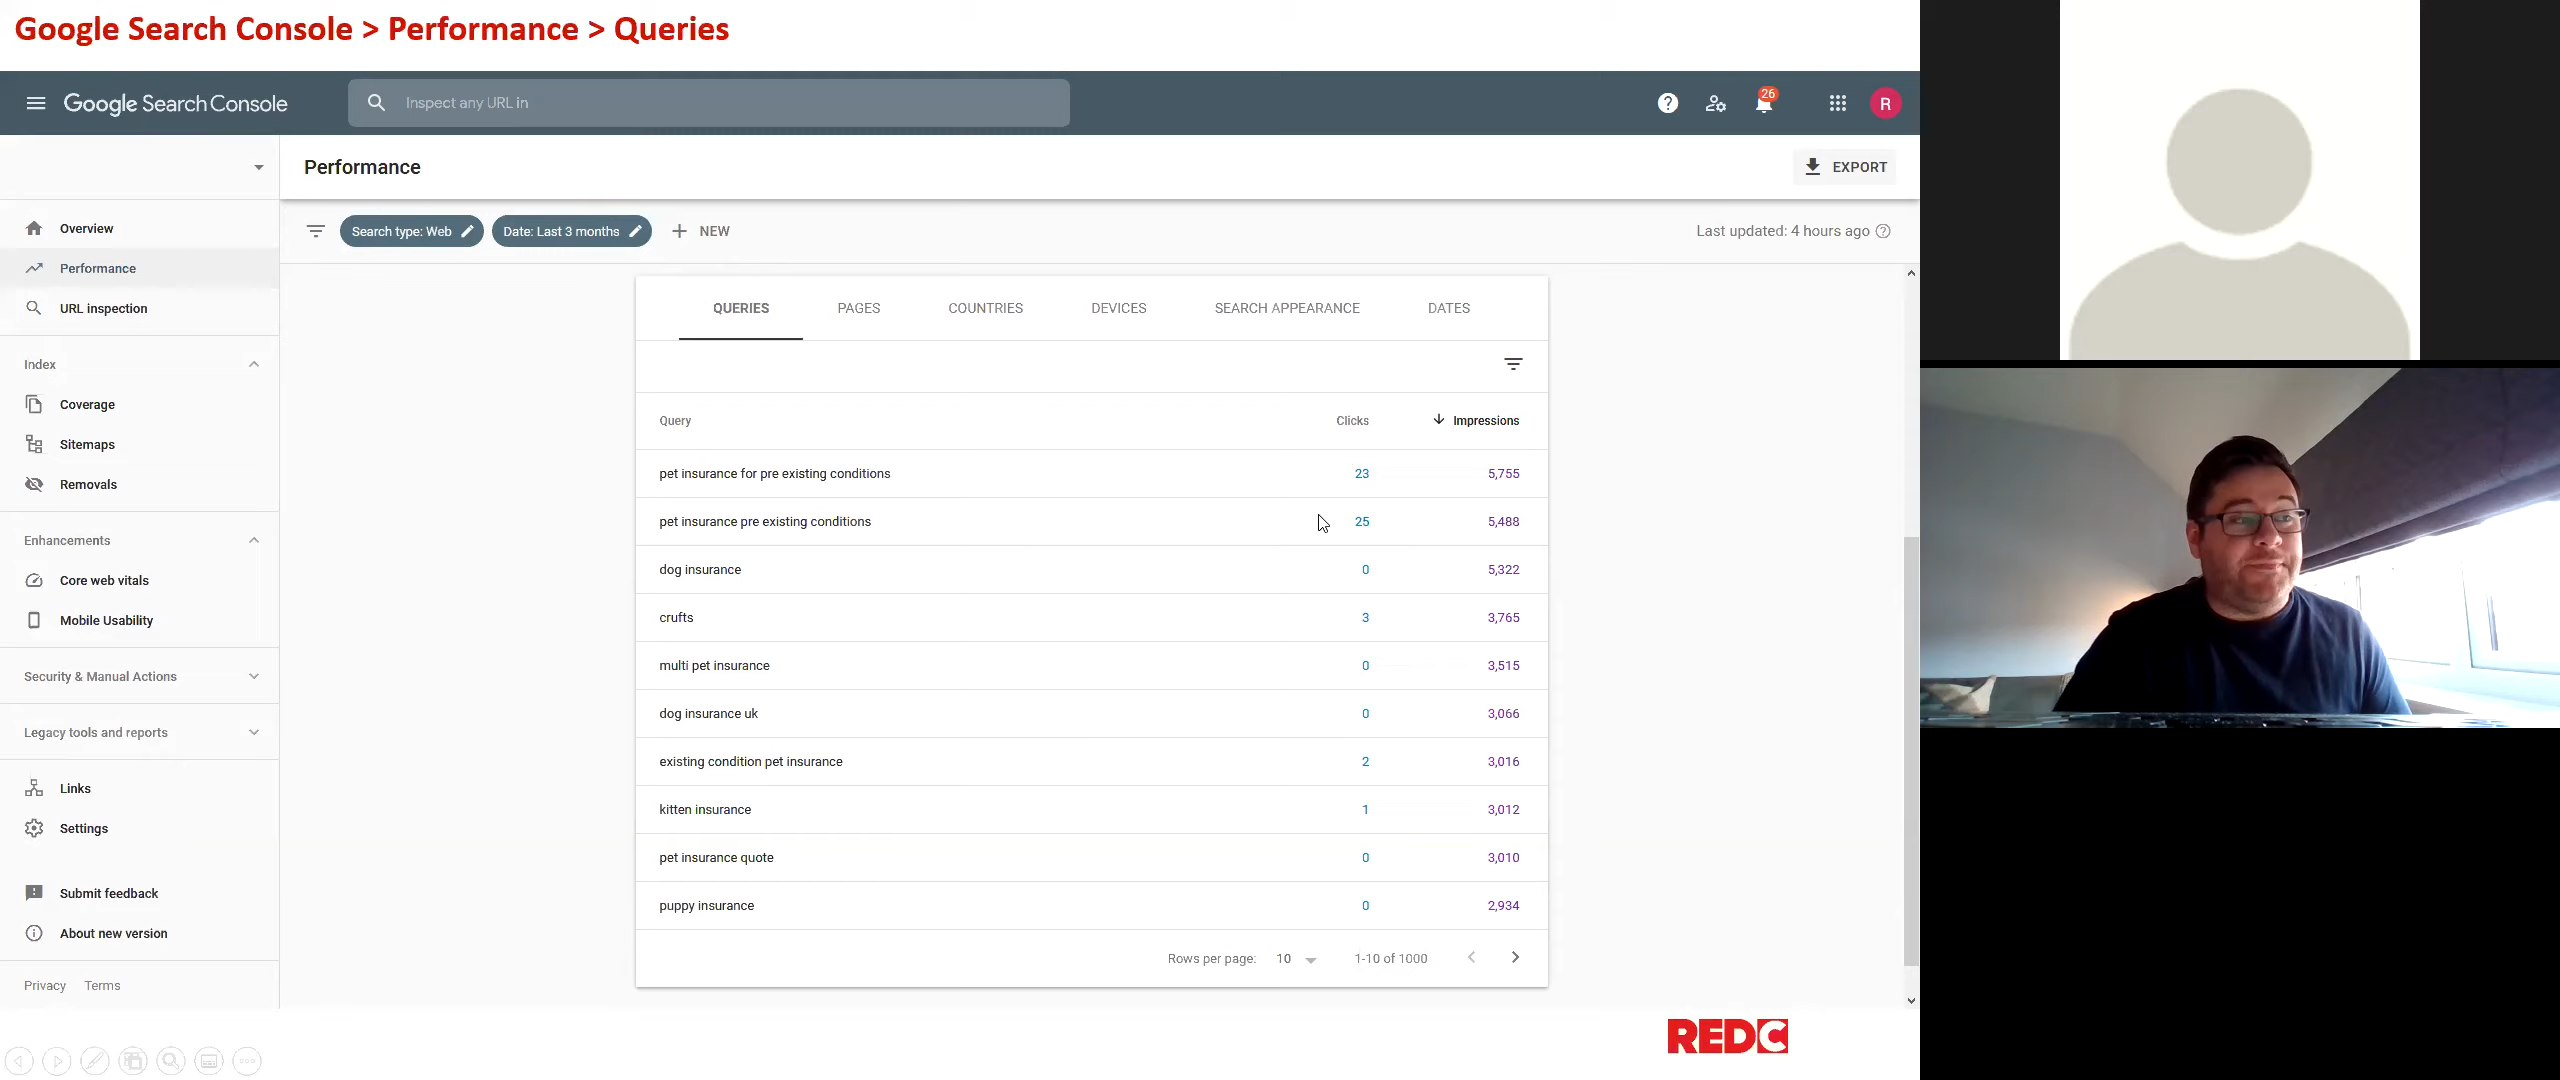 Google Search Console > Performance > Queries
Google Search Console
Inspect any URL in
26
R
Performance
EXPORT
Search type: Web
Date: Last 3 months
NEW
Last updated: 4 hours ago
Overview
Performance
URL inspection
Index
Coverage
Sitemaps
Removals
Enhancements
Core web vitals
Mobile Usability
Security & Manual Actions
Legacy tools and reports
Links
Settings
Submit feedback
About new version
Privacy Terms
QUERIES PAGES COUNTRIES DEVICES SEARCH APPEARANCE DATES
Query Clicks Impressions
pet insurance for pre existing conditions 23 5,755
pet insurance pre existing conditions 25 5,488
dog insurance 0 5,322
crufts 3 3,765
multi pet insurance 0 3,515
dog insurance uk 0 3,066
existing condition pet insurance 2 3,016
kitten insurance 1 3,012
pet insurance quote 0 3,010
puppy insurance 0 2,934
Rows per page: 10 1-10 of 1000
REDC